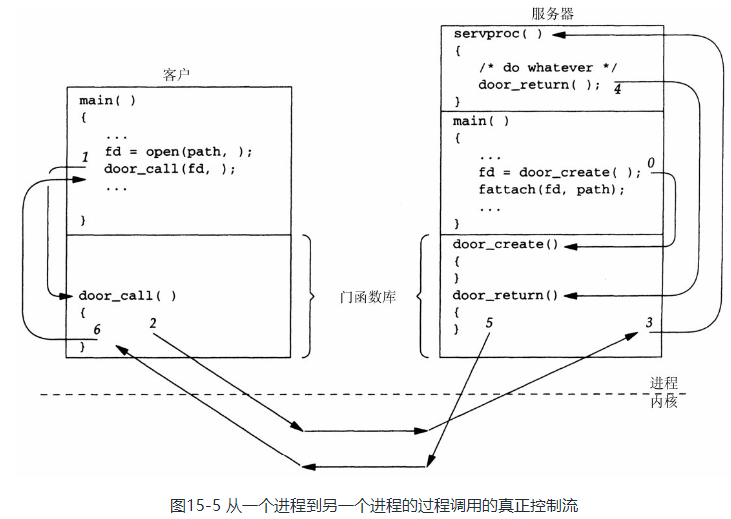 客户
main( )
{
...
1
fd = open(path, );
door_call(fd, );
...
}
door_call( )
{
6
2
}
门函数库
服务器
servproc( )
{
/* do whatever */
door_return( );
4
}
main( )
{
...
0
fd = door_create( );
fattach(fd, path);
...
}
door_create()
{
}
door_return()
{
}
5
3
进程
内核
图15-5 从一个进程到另一个进程的过程调用的真正控制流